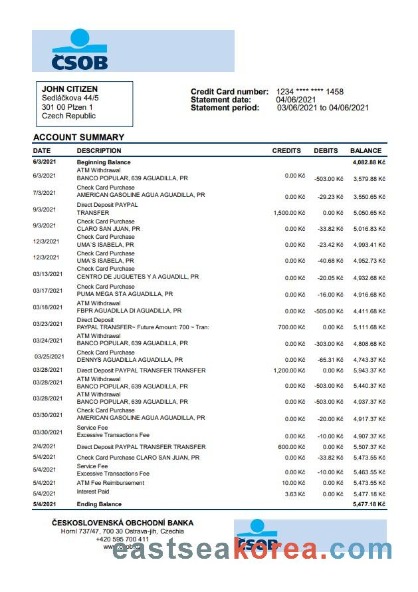 ČSOB
JOHN CITIZEN
Sedláčkova 44/5
301 00 Plzen 1
Czech Republic
Credit Card number: 1234 **** **** 1458
Statement date: 04/06/2021
Statement period: 03/06/2021 to 04/06/2021
ACCOUNT SUMMARY
DATE DESCRIPTION CREDITS DEBITS BALANCE
6/3/2021 Beginning Balance 4,082.88 Kč
ATM Withdrawal
6/3/2021 BANCO POPULAR, 639 AGUADILLA, PR 0.00 Kč -503.00 Kč 3,579.88 Kč
Check Card Purchase
7/3/2021 AMERICAN GASOLINE AGUA AGUADILL, PR 0.00 Kč -29.23 Kč 3,550.65 Kč
Direct Deposit PAYPAL
9/3/2021 TRANSFER 1,500.00 Kč 0.00 Kč 5,050.65 Kč
Check Card Purchase
9/3/2021 CLARO SAN JUAN, PR 0.00 Kč -33.82 Kč 5,016.83 Kč
Check Card Purchase
12/3/2021 UMA'S ISABELA, PR 0.00 Kč -23.42 Kč 4,993.41 Kč
Check Card Purchase
12/3/2021 UMA'S ISABELA, PR 0.00 Kč -40.68 Kč 4,952.73 Kč
Check Card Purchase
03/13/2021 CENTRO DE JUGUETES Y A AGUADILL, PR 0.00 Kč -20.05 Kč 4,932.68 Kč
Check Card Purchase
03/17/2021 PUMA MEGA STA AGUADILLA, PR 0.00 Kč -16.00 Kč 4,916.68 Kč
ATM Withdrawal
03/18/2021 FBPR AGUADILLA DI AGUADILLA, PR 0.00 Kč -505.00 Kč 4,411.68 Kč
Direct Deposit
03/23/2021 PAYPAL TRANSFER~ Future Amount: 700 ~ Tran: 700.00 Kč 0.00 Kč 5,111.68 Kč
ATM Withdrawal
03/24/2021 BANCO POPULAR, 639 AGUADILLA, PR 0.00 Kč -303.00 Kč 4,808.68 Kč
Check Card Purchase
03/25/2021 DENNYS AGUADILLA AGUADILLA, PR 0.00 Kč -65.31 Kč 4,743.37 Kč
03/28/2021 Direct Deposit PAYPAL TRANSFER TRANSFER 1,200.00 Kč 0.00 Kč 5,943.37 Kč
ATM Withdrawal
03/28/2021 BANCO POPULAR, 639 AGUADILLA, PR 0.00 Kč -503.00 Kč 5,440.37 Kč
ATM Withdrawal
03/28/2021 BANCO POPULAR, 639 AGUADILLA, PR 0.00 Kč -503.00 Kč 4,937.37 Kč
Check Card Purchase
03/30/2021 AMERICAN GASOLINE AGUA AGUADILLA, PR 0.00 Kč -20.00 Kč 4,917.37 Kč
Service Fee
03/30/2021 Excessive Transactions Fee 0.00 Kč -10.00 Kč 4,907.37 Kč
2/4/2021 Direct Deposit PAYPAL TRANSFER TRANSFER 600.00 Kč 0.00 Kč 5,507.37 Kč
5/4/2021 Check Card Purchase CLARO SAN JUAN, PR 0.00 Kč -33.82 Kč 5,473.55 Kč
Service Fee
5/4/2021 Excessive Transactions Fee 0.00 Kč -10.00 Kč 5,463.55 Kč
5/4/2021 ATM Fee Reimbursement 10.00 Kč 0.00 Kč 5,473.55 Kč
5/4/2021 Interest Paid 3.63 Kč 0.00 Kč 5,477.18 Kč
5/4/2021 Ending Balance 5,477.18 Kč
ČESKOSLOVENSKÁ OBCHODNÍ BANKA
Horní 737/47, 700 30 Ostrava-jih, Czechia
+420 595 700 411
eastseakorea.com
ČSOB